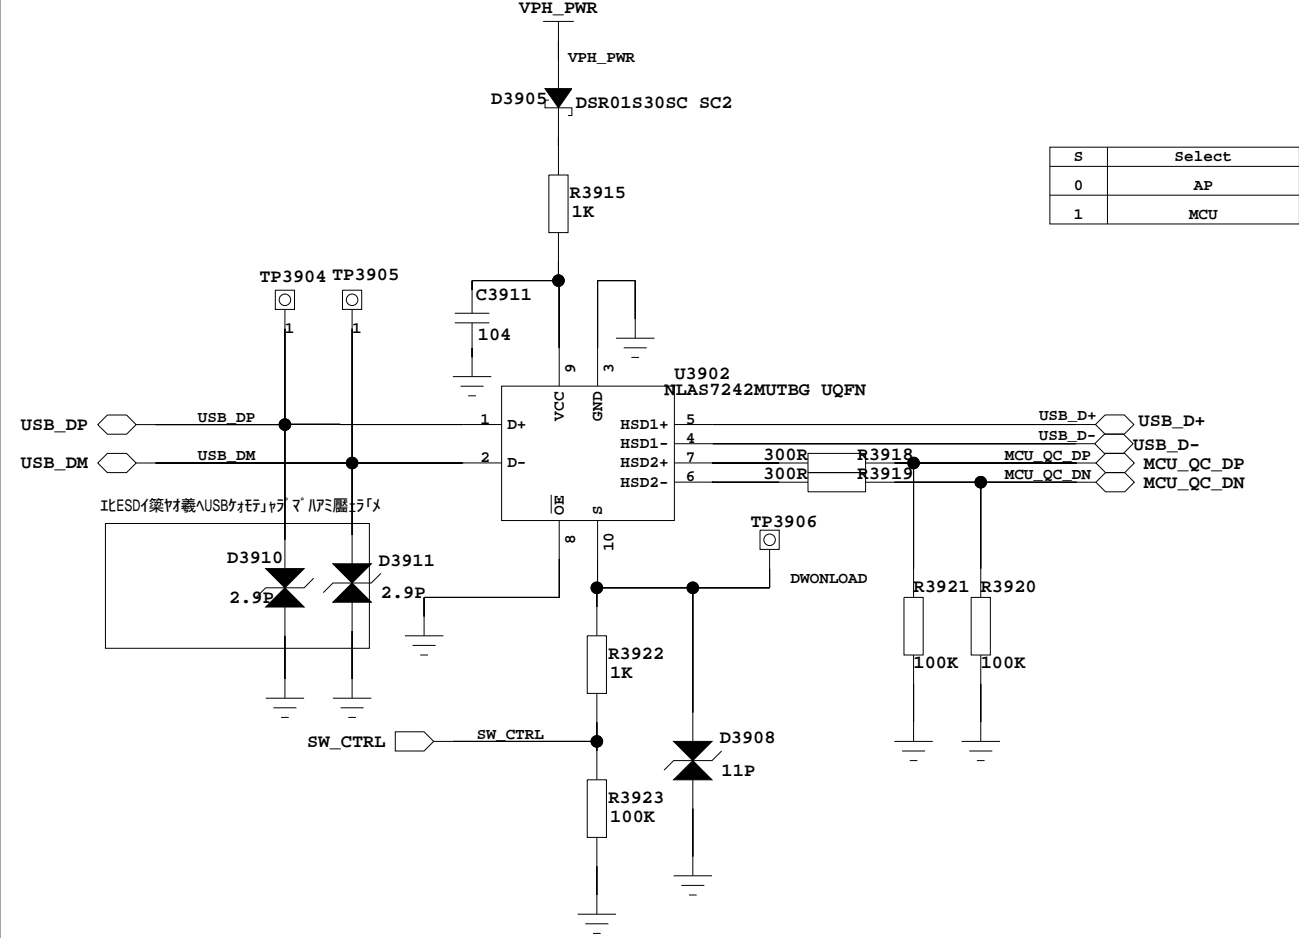 VPH_PWR
VPH_PWR
D3905
DSR01S30SC SC2
S Select
0 AP
1 MCU
R3915
1K
TP3904 TP3905
1 1
C3911
104
9 3
U3902
NLAS7242MUTBG UQFN
VCC GND
USB_DP USB_DP 1 D+
HSD1+ 5 USB_D+ USB_D+
HSD1- 4 USB_D- USB_D-
USB_DM USB_DM 2 D-
HSD2+ 7 300R R3918 MCU_QC_DP MCU_QC_DP
HSD2- 6 300R R3919 MCU_QC_DN MCU_QC_DN
OE S
8 10
TP3906
DWONLOAD
D3910
2.9P
D3911
2.9P
R3921 R3920
100K 100K
R3922
1K
SW_CTRL SW_CTRL
D3908
11P
R3923
100K